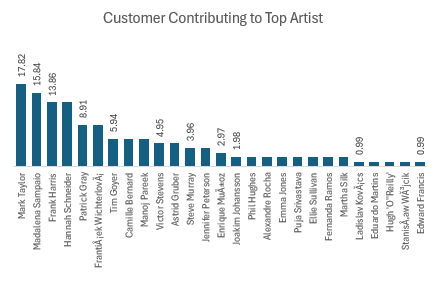 Customer Contributing to Top Artist
17.82
15.84
13.86
8.91
5.94
4.95
3.96
2.97
1.98
0.99
0.99
Mark Taylor
Madalena Sampaio
Frank Harris
Hannah Schneider
Patrick Gray
FrantiÅ¡ek WichterlovÃ¡
Tim Goyer
Camille Bernard
Manoj Pareek
Victor Stevens
Astrid Gruber
Steve Murray
Jennifer Peterson
Enrique MuÃ±oz
Joakim Johansson
Phil Hughes
Alexandre Rocha
Emma Jones
Puja Srivastava
Ellie Sullivan
Fernanda Ramos
Martha Silk
Ladislav KovÃ¡cs
Eduardo Martins
Hugh 'O''Reilly'
StanisÅ‚aw WÃ³jcik
Edward Francis